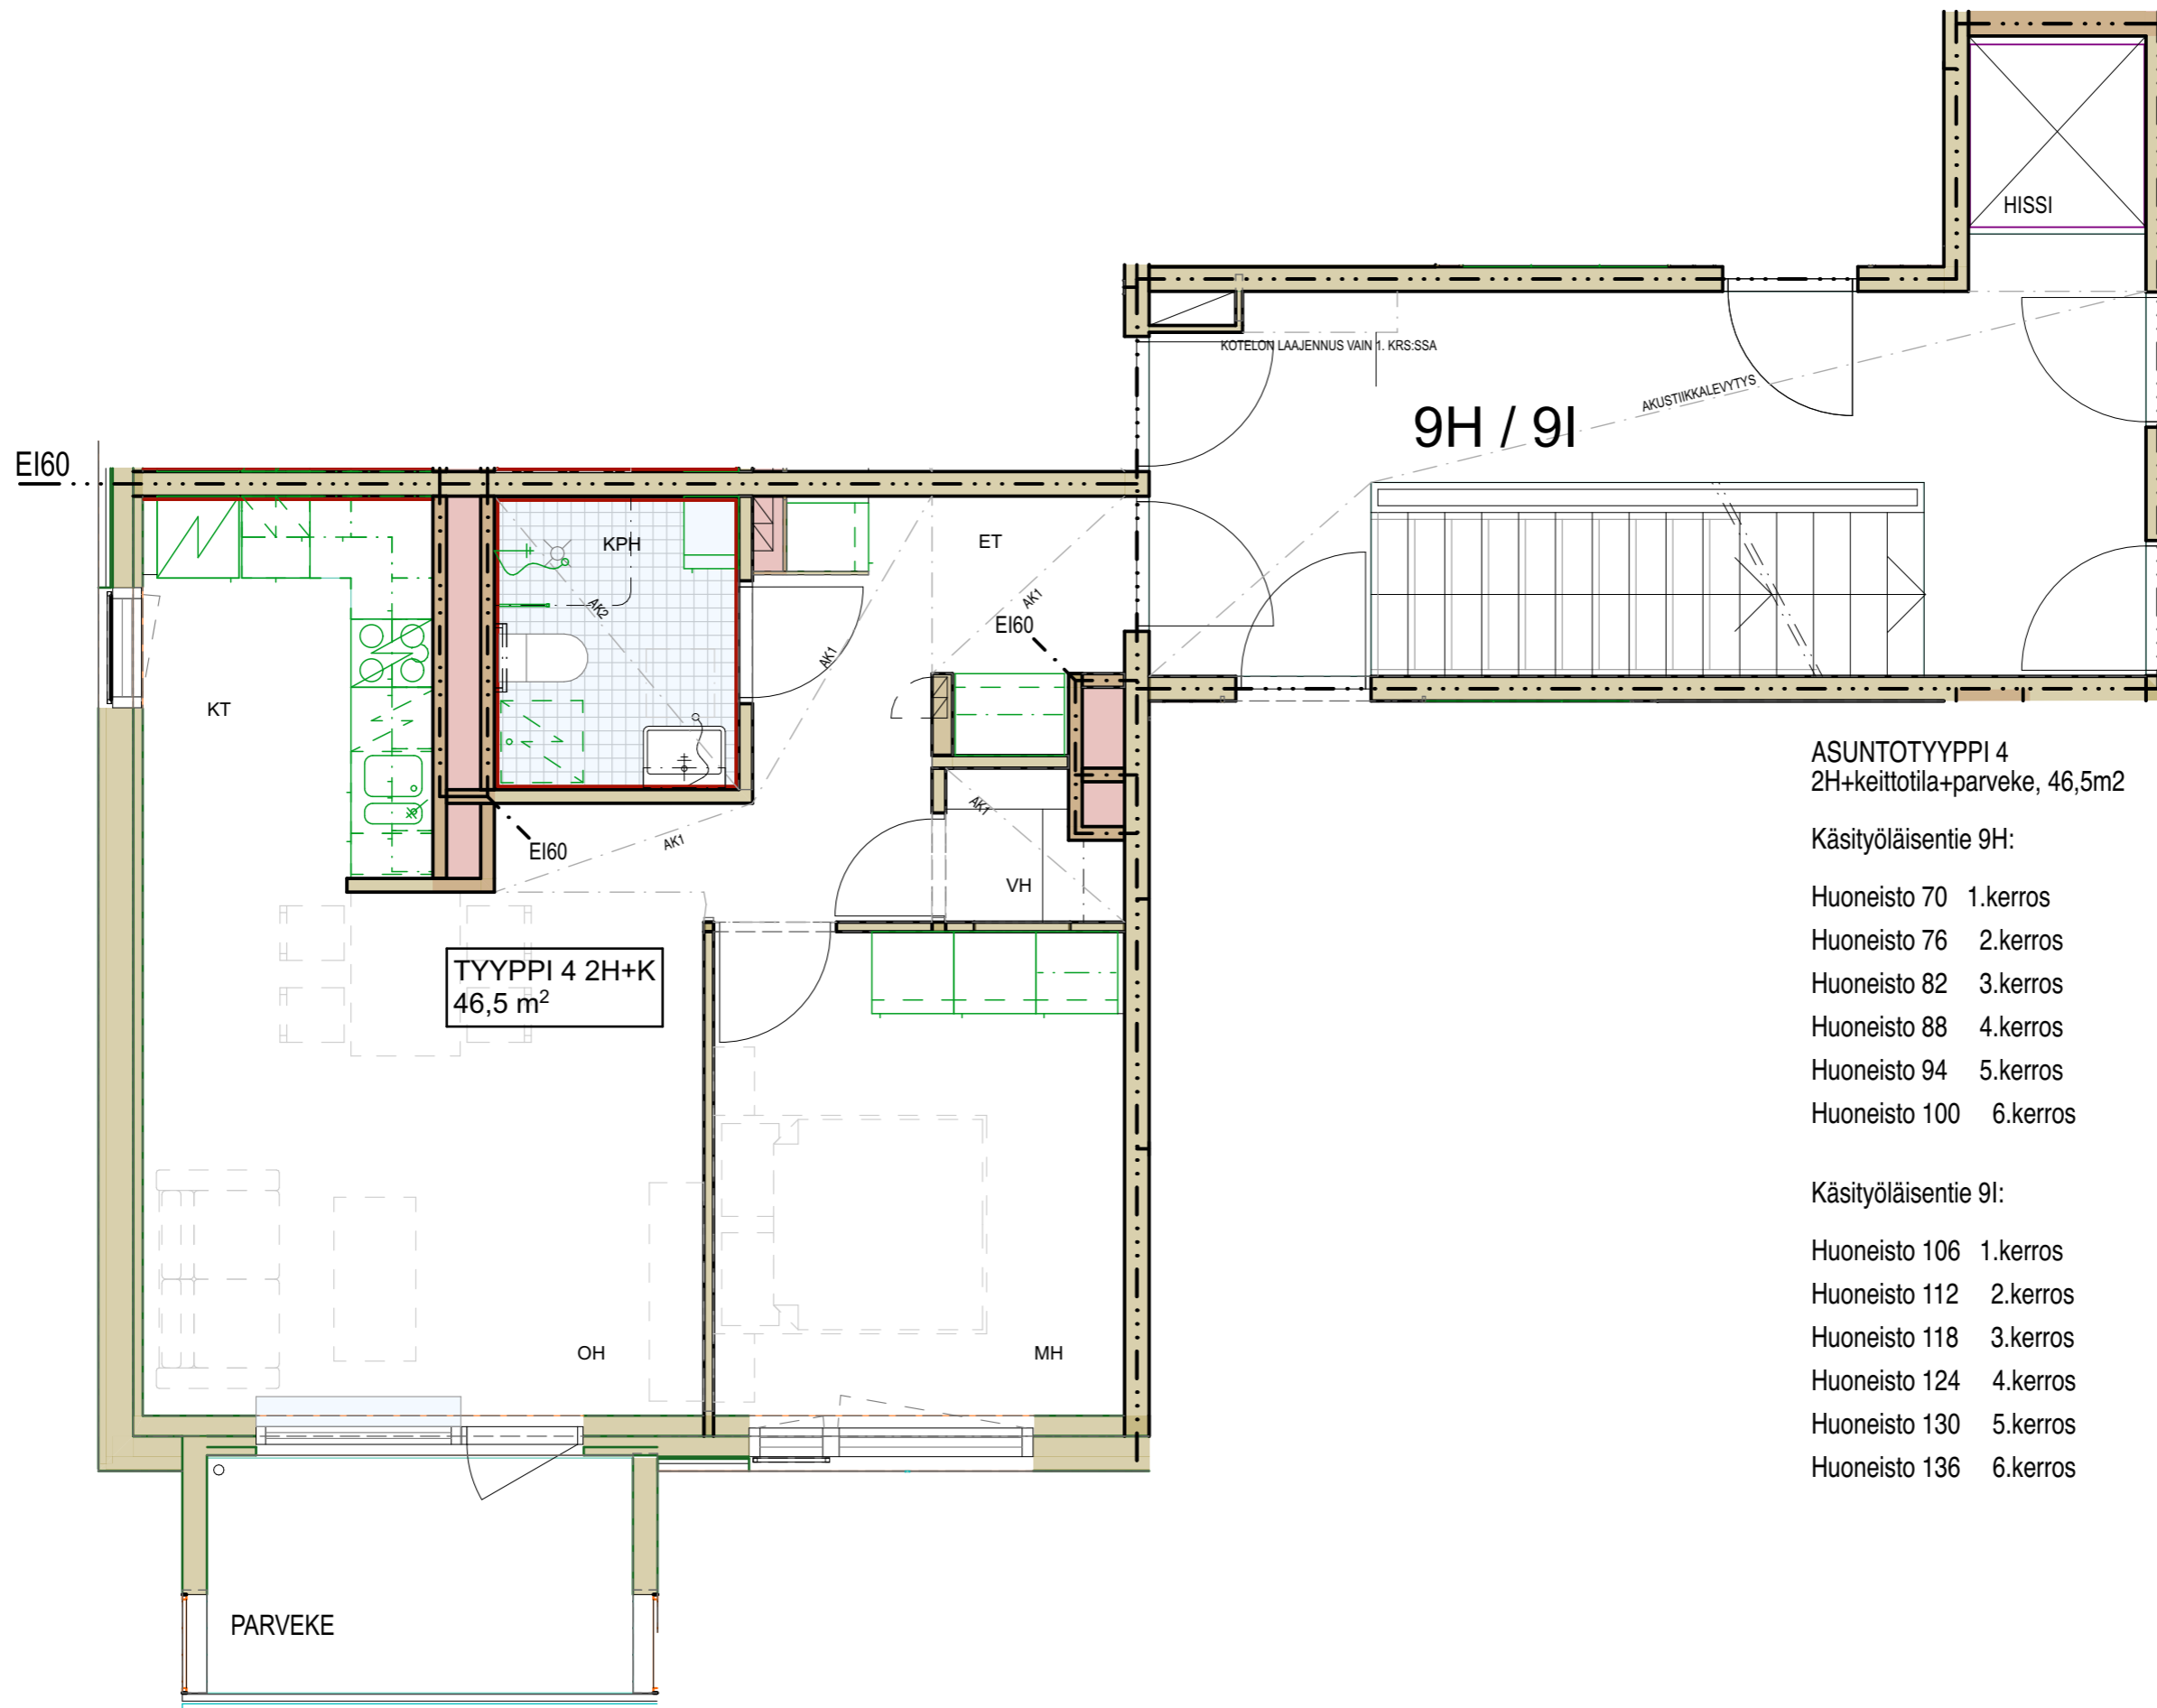 HISSI
KOTELON LAAJENNUS VAIN 1. KRS:SSA
AKUSTIIKKALEVYTYS
9H / 9I
EI60
KPH
ET
AK2
AK1
EI60
AK1
KT
ASUNTOTYYPPI 4
2H+keittotila+parveke, 46,5m2
Käsityöläisentie 9H:
Huoneisto 70 1.kerros
Huoneisto 76 2.kerros
Huoneisto 82 3.kerros
Huoneisto 88 4.kerros
Huoneisto 94 5.kerros
Huoneisto 100 6.kerros
Käsityöläisentie 9I:
Huoneisto 106 1.kerros
Huoneisto 112 2.kerros
Huoneisto 118 3.kerros
Huoneisto 124 4.kerros
Huoneisto 130 5.kerros
Huoneisto 136 6.kerros
AK1
EI60
AK1
VH
TYYPPI 4 2H+K
46,5 m²
OH
MH
PARVEKE